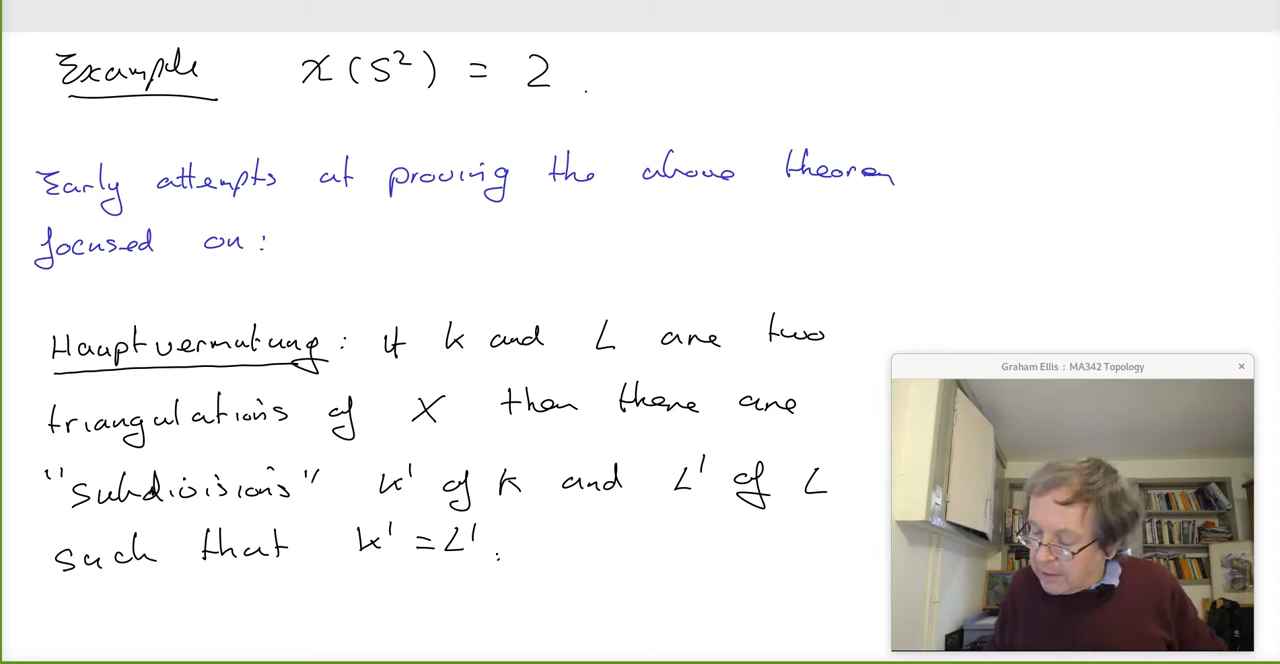 Example χ(S²) = 2.
Early attempts at proving the above theorem
focused on:
Hauptvermutung: if K and L are two
triangulations of X then there are
"subdivisions" K' of K and L' of L
such that K' = L'.
Graham Ellis : MA342 Topology